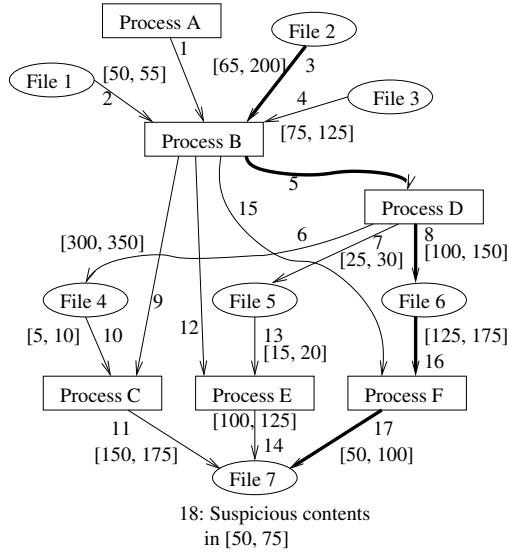 Process A
File 2
1
3
[50, 55]
[65, 200]
File 1
2
4
File 3
[75, 125]
Process B
5
15
Process D
6
7
8
[300, 350]
[25, 30]
[100, 150]
File 4
9
File 5
File 6
[5, 10]
10
12
13
[15, 20]
[125, 175]
16
Process C
Process E
Process F
11
[100, 125]
17
[150, 175]
14
[50, 100]
File 7
18: Suspicious contents
in [50, 75]